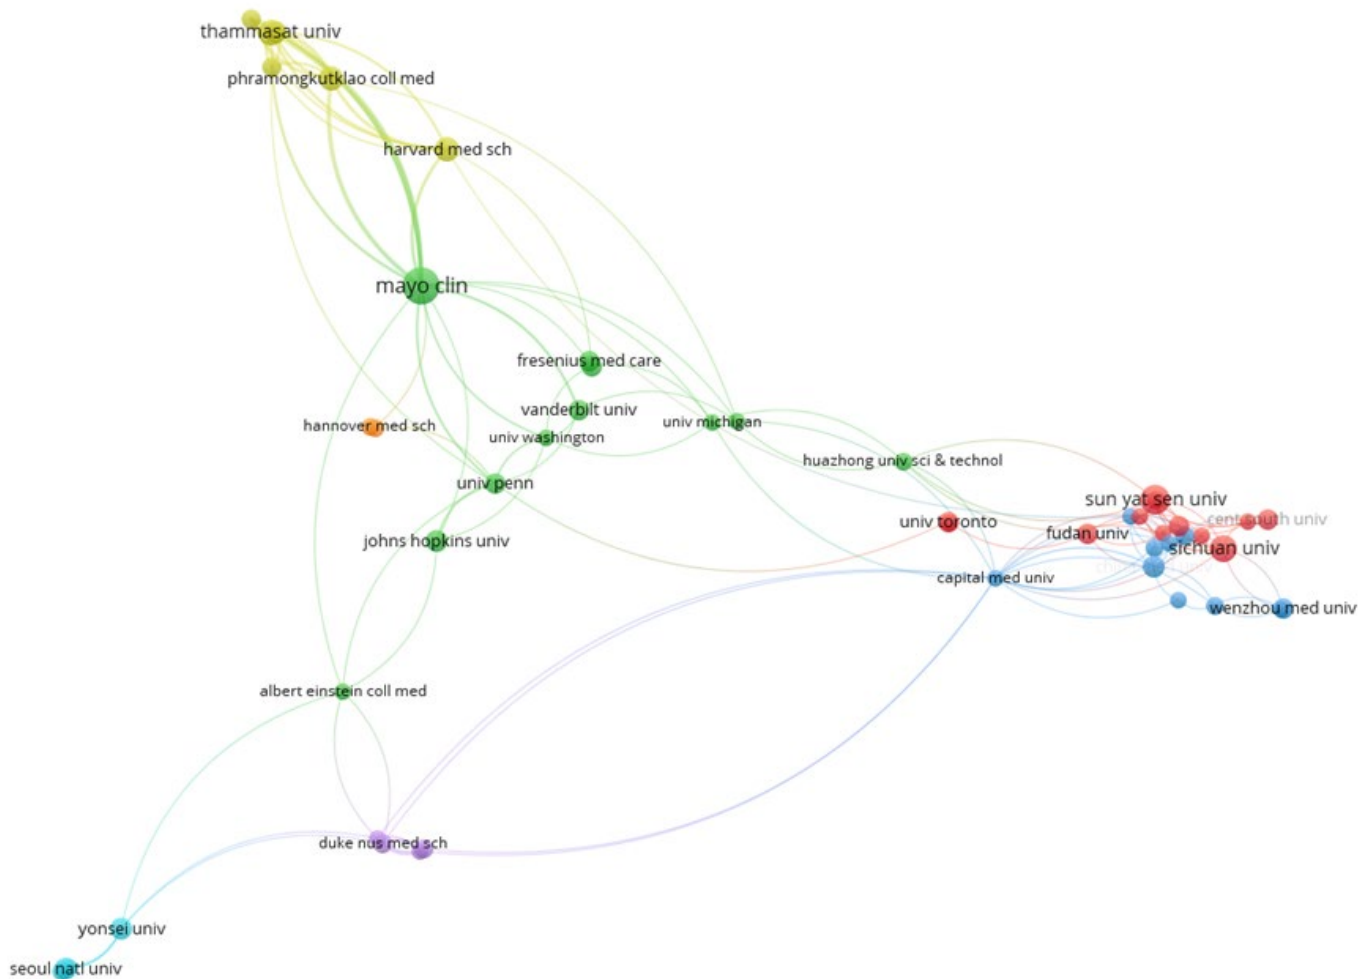 thammasat univ
phramongkutklao coll med
harvard med sch
mayo clin
fresenius med care
vanderbilt univ
univ michigan
hannover med sch
univ washington
huazhong univ sci & technol
univ penn
sun yat sen univ
cent south univ
univ toronto
fudan univ
johns hopkins univ
sichuan univ
capital med univ
wenzhou med univ
albert einstein coll med
duke nus med sch
yonsei univ
seoul natl univ